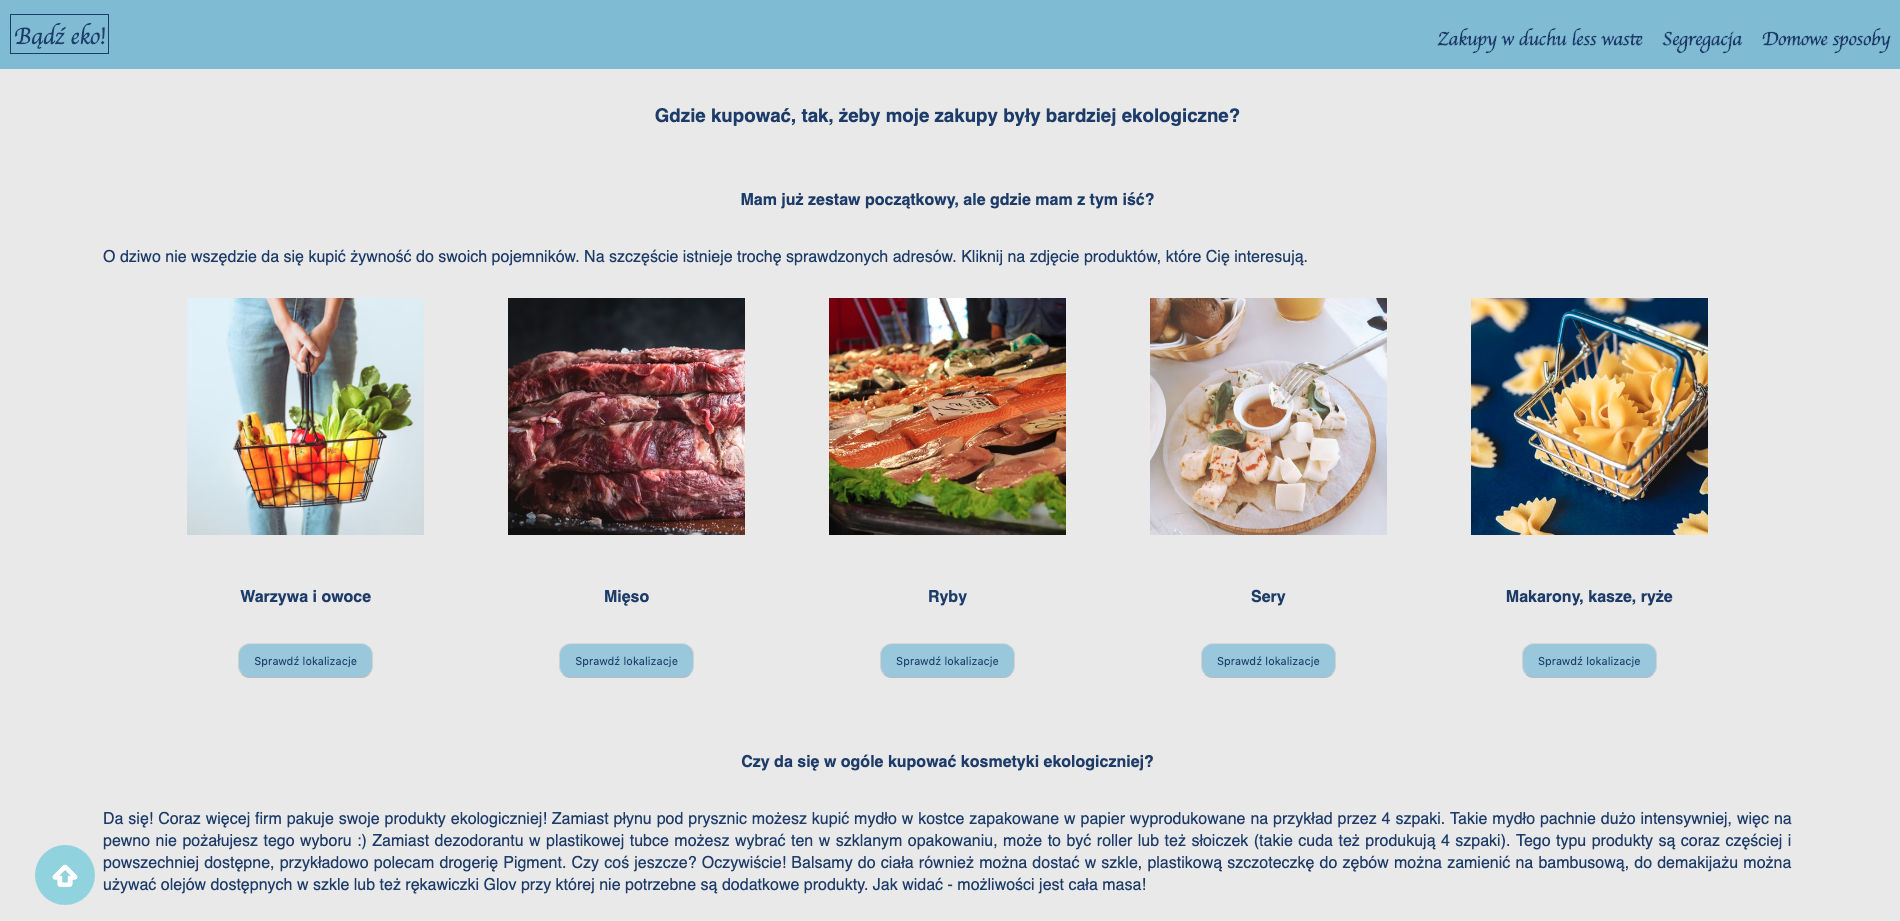 Bądź eko!
Zakupy w duchu less waste Segregacja Domowe sposoby
Gdzie kupować, tak, żeby moje zakupy były bardziej ekologiczne?
Mam już zestaw początkowy, ale gdzie mam z tym iść?
O dziwo nie wszędzie da się kupić żywność do swoich pojemników. Na szczęście istnieje trochę sprawdzonych adresów. Kliknij na zdjęcie produktów, które Cię interesują.
Warzywa i owoce
Mięso
Ryby
Sery
Makarony, kasze, ryże
Sprawdź lokalizacje
Sprawdź lokalizacje
Sprawdź lokalizacje
Sprawdź lokalizacje
Sprawdź lokalizacje
Czy da się w ogóle kupować kosmetyki ekologiczniej?
Da się! Coraz więcej firm pakuje swoje produkty ekologiczniej! Zamiast płynu pod prysznic możesz kupić mydło w kostce zapakowane w papier wyprodukowane na przykład przez 4 szpaki. Takie mydło pachnie dużo intensywniej, więc na
pewno nie pożałujesz tego wyboru :) Zamiast dezodorantu w plastikowej tubce możesz wybrać ten w szklanym opakowaniu, może to być roller lub też słoiczek (takie cuda też produkują 4 szpaki). Tego typu produkty są coraz częściej i
powszechniej dostępne, przykładowo polecam drogerię Pigment. Czy coś jeszcze? Oczywiście! Balsamy do ciała również można dostać w szkle, plastikową szczoteczkę do zębów można zamienić na bambusową, do demakijażu można
używać olejów dostępnych w szkle lub też rękawiczki Glov przy której nie potrzebne są dodatkowe produkty. Jak widać - możliwości jest cała masa!